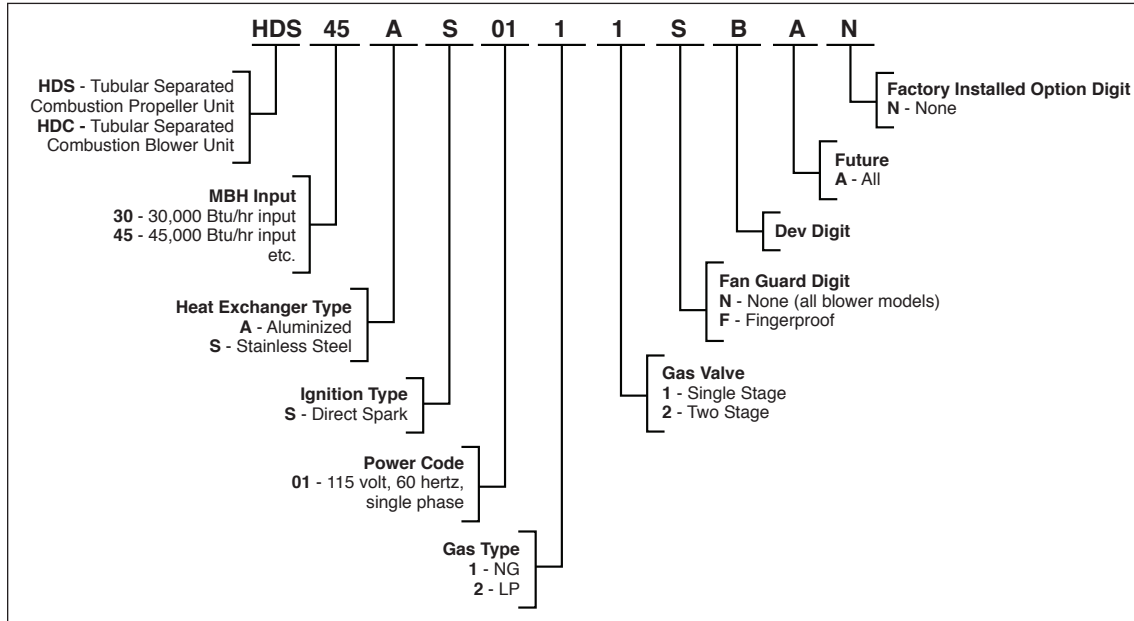 HDS 45 A S 01 1 1 S B A N
HDS - Tubular Separated
Combustion Propeller Unit
HDC - Tubular Separated
Combustion Blower Unit
MBH Input
30 - 30,000 Btu/hr input
45 - 45,000 Btu/hr input
etc.
Heat Exchanger Type
A - Aluminized
S - Stainless Steel
Ignition Type
S - Direct Spark
Power Code
01 - 115 volt, 60 hertz,
single phase
Gas Type
1 - NG
2 - LP
Gas Valve
1 - Single Stage
2 - Two Stage
Fan Guard Digit
N - None (all blower models)
F - Fingerproof
Dev Digit
Future
A - All
Factory Installed Option Digit
N - None